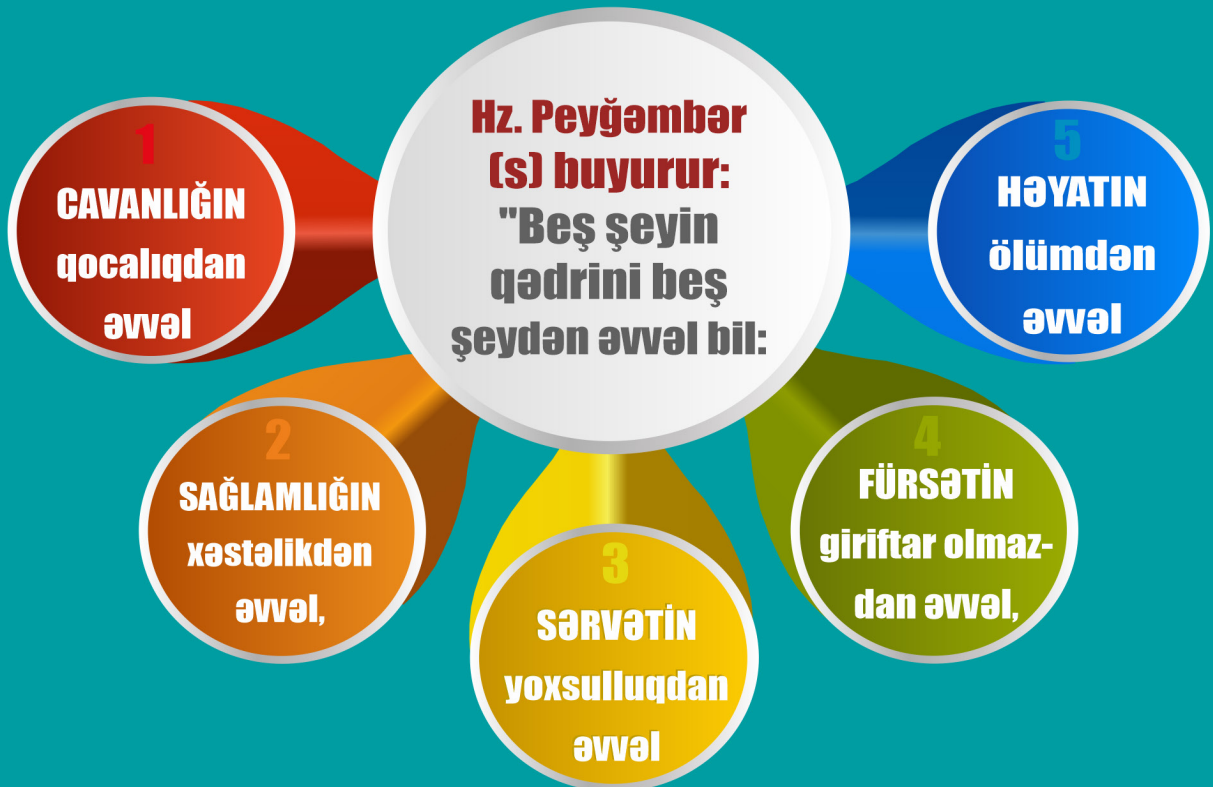 Hz. Peyğəmbər
(s) buyurur:
"Beş şeyin
qədrini beş
şeydən əvvəl bil:
1
CAVANLIĞIN
qocalıqdan
əvvəl
2
SAĞLAMLIĞIN
xəstəlikdən
əvvəl,
3
SƏRVƏTİN
yoxsulluqdan
əvvəl
4
FÜRSƏTİN
giriftar olmaz-
dan əvvəl,
5
HƏYATIN
ölümdən
əvvəl